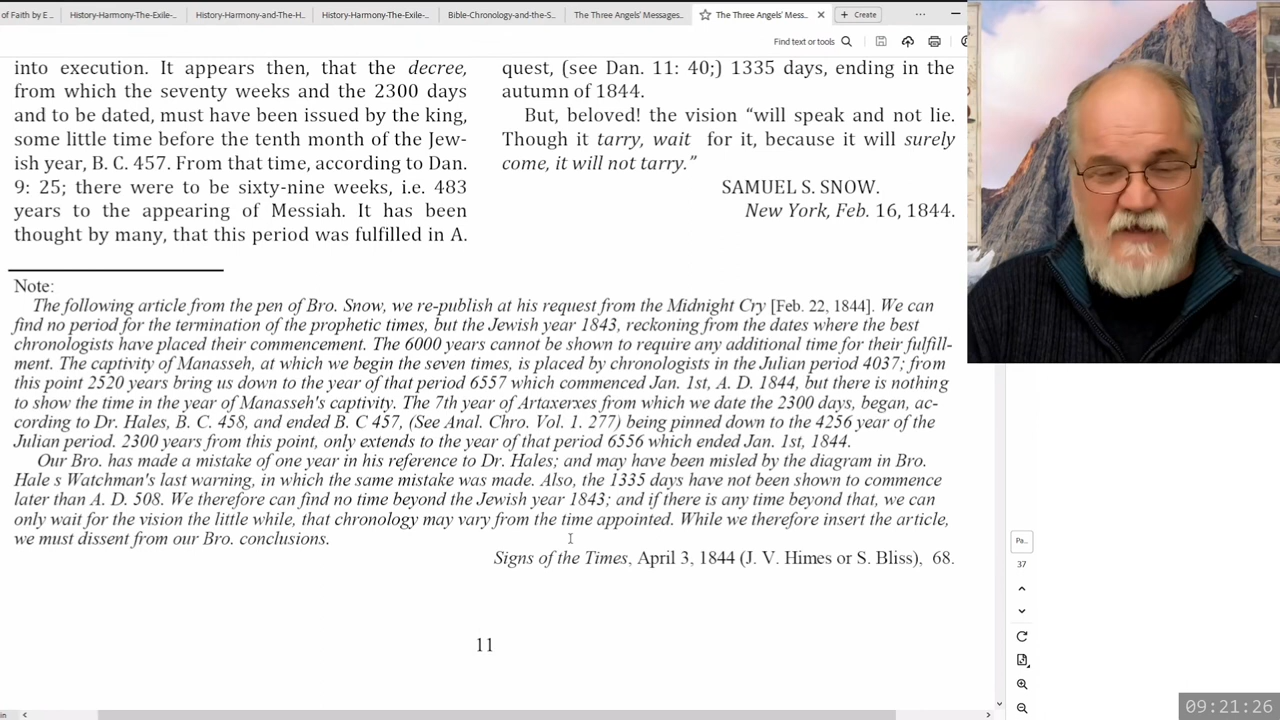 of Faith by E...
History-Harmony-The-Exile-...
History-Harmony-and-The-H...
History-Harmony-The-Exile-...
Bible-Chronology-and-the-S...
The Three Angels' Messages...
The Three Angels' Mess...
Create
Find text or tools
into execution. It appears then, that the decree,
from which the seventy weeks and the 2300 days
and to be dated, must have been issued by the king,
some little time before the tenth month of the Jew-
ish year, B. C. 457. From that time, according to Dan.
9: 25; there were to be sixty-nine weeks, i.e. 483
years to the appearing of Messiah. It has been
thought by many, that this period was fulfilled in A.
quest, (see Dan. 11: 40;) 1335 days, ending in the
autumn of 1844.
But, beloved! the vision “will speak and not lie.
Though it tarry, wait for it, because it will surely
come, it will not tarry.”
SAMUEL S. SNOW.
New York, Feb. 16, 1844.
Note:
The following article from the pen of Bro. Snow, we re-publish at his request from the Midnight Cry [Feb. 22, 1844]. We can
find no period for the termination of the prophetic times, but the Jewish year 1843, reckoning from the dates where the best
chronologists have placed their commencement. The 6000 years cannot be shown to require any additional time for their fulfill-
ment. The captivity of Manasseh, at which we begin the seven times, is placed by chronologists in the Julian period 4037; from
this point 2520 years bring us down to the year of that period 6557 which commenced Jan. 1st, A. D. 1844, but there is nothing
to show the time in the year of Manasseh's captivity. The 7th year of Artaxerxes from which we date the 2300 days, began, ac-
cording to Dr. Hales, B. C. 458, and ended B. C 457, (See Anal. Chro. Vol. 1. 277) being pinned down to the 4256 year of the
Julian period. 2300 years from this point, only extends to the year of that period 6556 which ended Jan. 1st, 1844.
Our Bro. has made a mistake of one year in his reference to Dr. Hales; and may have been misled by the diagram in Bro.
Hale s Watchman's last warning, in which the same mistake was made. Also, the 1335 days have not been shown to commence
later than A. D. 508. We therefore can find no time beyond the Jewish year 1843; and if there is any time beyond that, we can
only wait for the vision the little while, that chronology may vary from the time appointed. While we therefore insert the article,
we must dissent from our Bro. conclusions.
Signs of the Times, April 3, 1844 (J. V. Himes or S. Bliss), 68.
11
Pa...
37
in
09:21:26